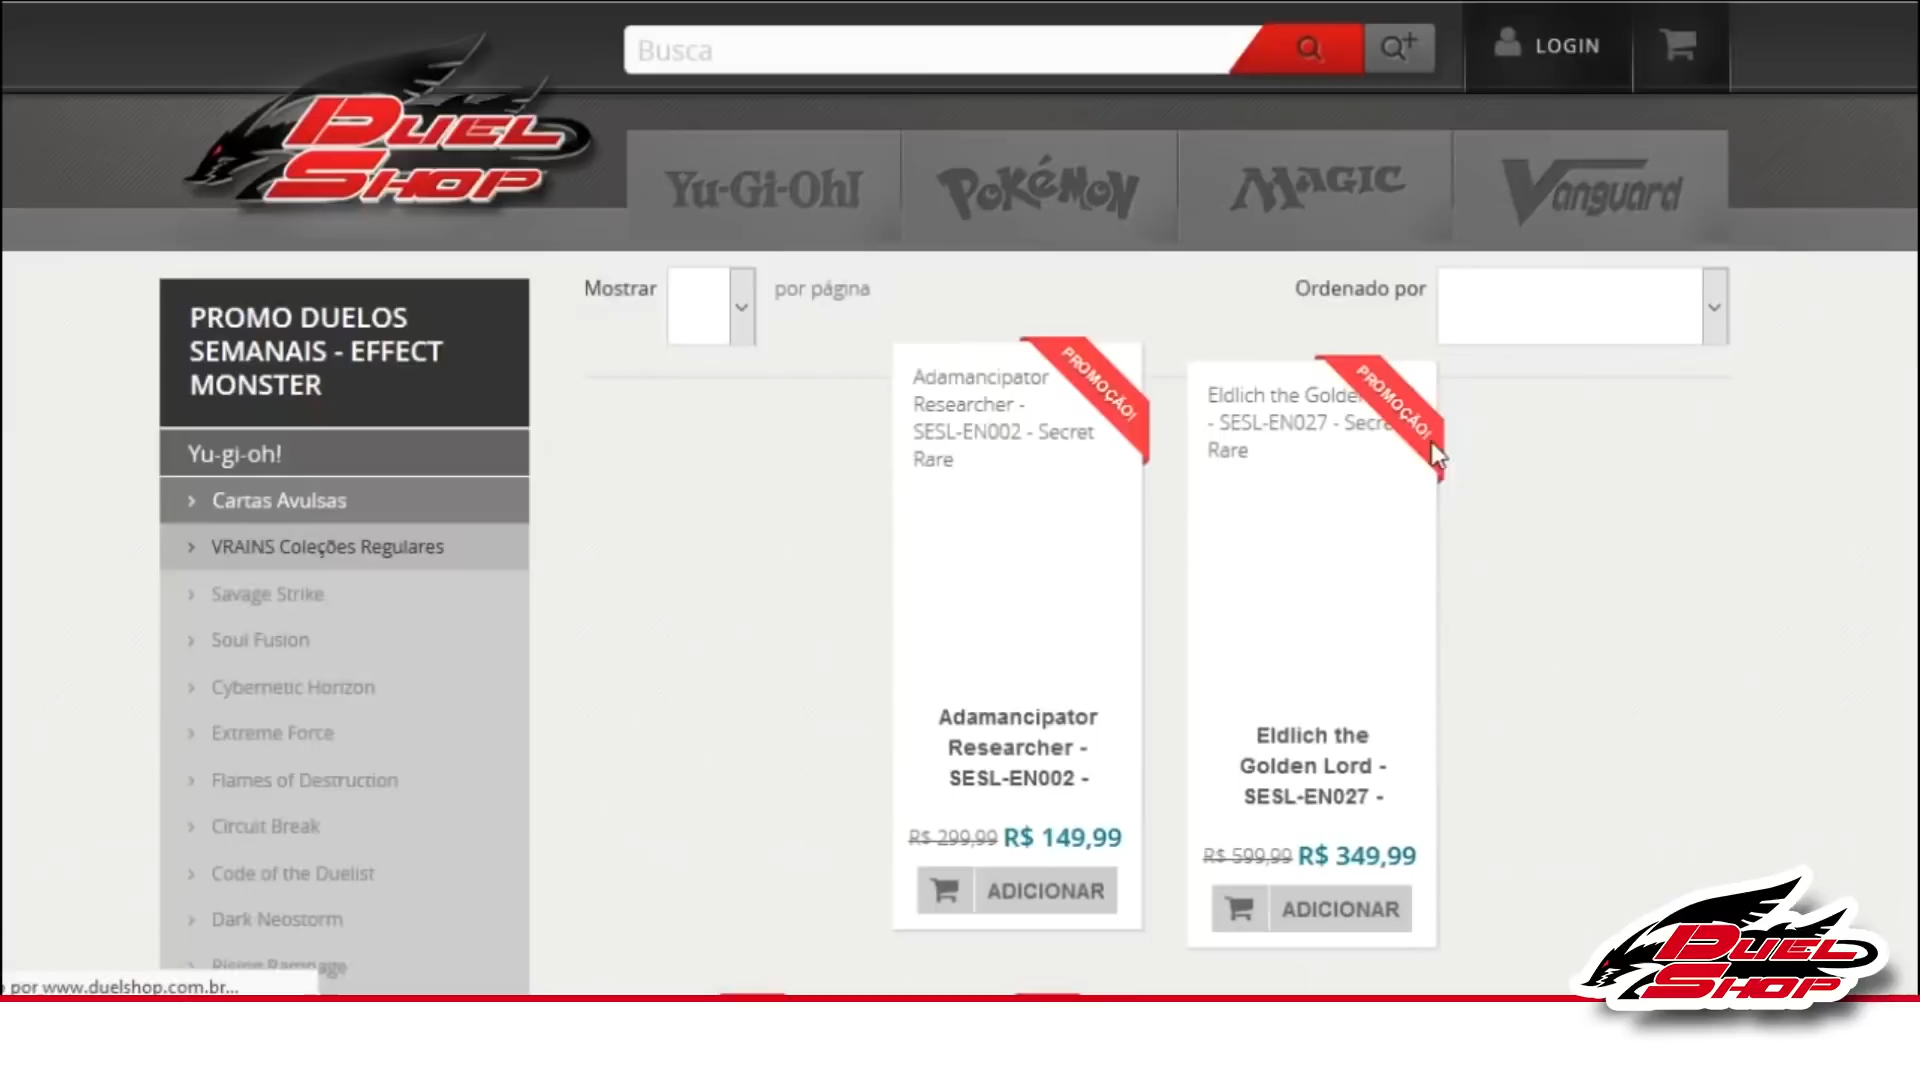 Busca
LOGIN
DUEL
SHOP
Yu-Gi-Oh!
POKéMON
MAGIC
Vanguard
PROMO DUELOS
SEMANAIS - EFFECT
MONSTER
Yu-gi-oh!
Cartas Avulsas
VRAINS Coleções Regulares
Savage Strike
Soul Fusion
Cybernetic Horizon
Extreme Force
Flames of Destruction
Circuit Break
Code of the Duelist
Dark Neostorm
Rising Rampage
Mostrar
por página
Ordenado por
PROMOÇÃO!
Adamancipator
Researcher -
SESL-EN002 - Secret
Rare
Adamancipator
Researcher -
SESL-EN002 -
R$ 299,99 R$ 149,99
ADICIONAR
PROMOÇÃO!
Eldlich the Golde
- SESL-EN027 - Secre
Rare
Eldlich the
Golden Lord -
SESL-EN027 -
R$ 599,99 R$ 349,99
ADICIONAR
o por www.duelshop.com.br...
DUEL
SHOP